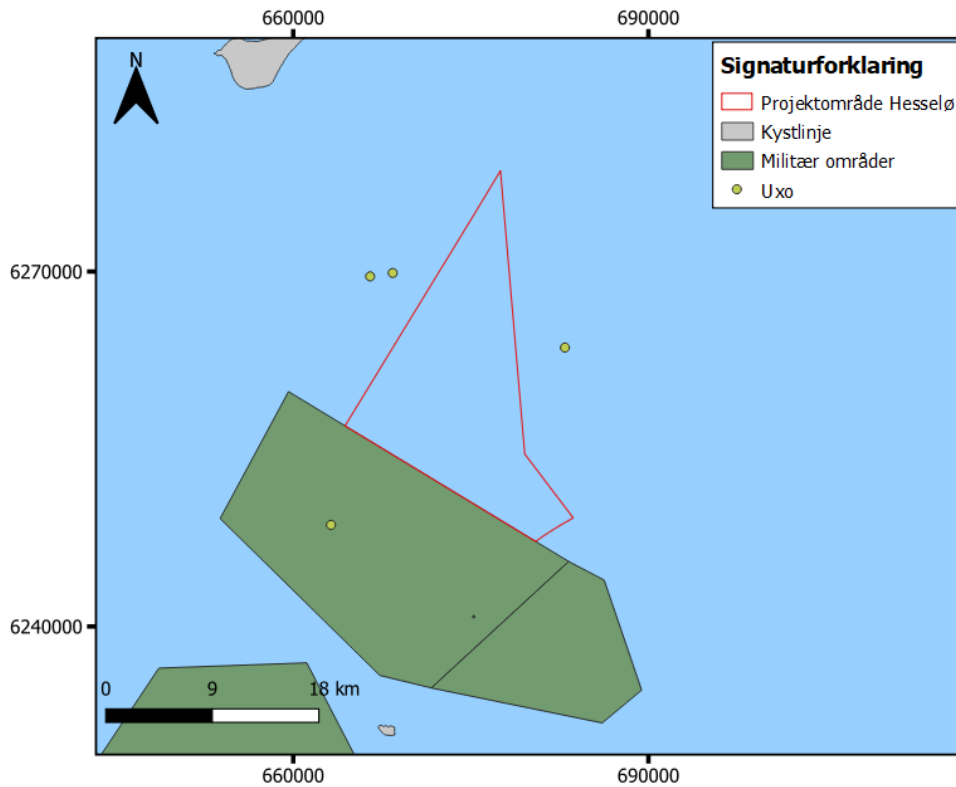 660000 690000
N
Signaturforklaring
Projektområde Hesselø
Kystlinje
Militær områder
Uxo
6270000
6240000
0 9 18 km
660000 690000